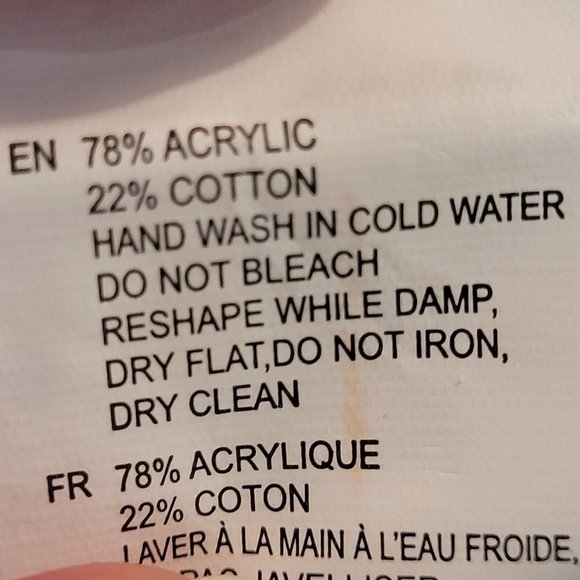 EN 78% ACRYLIC
22% COTTON
HAND WASH IN COLD WATER
DO NOT BLEACH
RESHAPE WHILE DAMP,
DRY FLAT,DO NOT IRON,
DRY CLEAN
FR 78% ACRYLIQUE
22% COTON
LAVER À LA MAIN À L'EAU FROIDE,